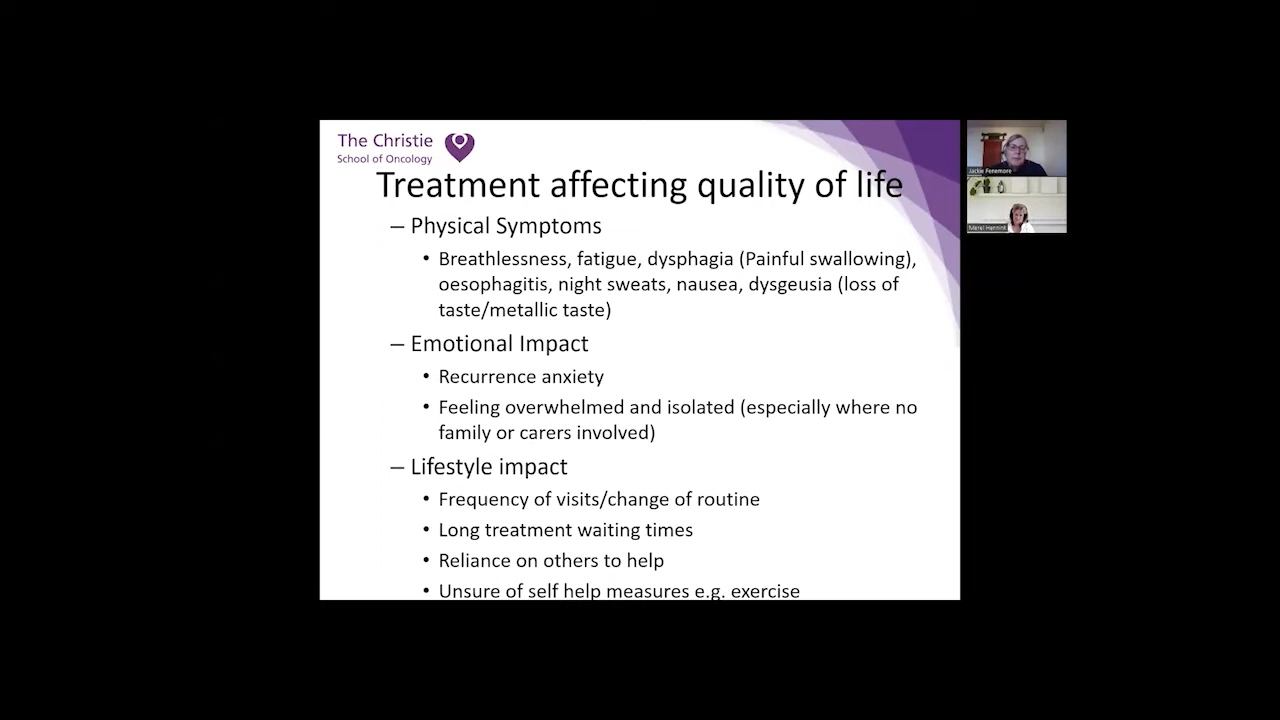 The Christie
School of Oncology
Treatment affecting quality of life
– Physical Symptoms
• Breathlessness, fatigue, dysphagia (Painful swallowing),
oesophagitis, night sweats, nausea, dysgeusia (loss of
taste/metallic taste)
– Emotional Impact
• Recurrence anxiety
• Feeling overwhelmed and isolated (especially where no
family or carers involved)
– Lifestyle impact
• Frequency of visits/change of routine
• Long treatment waiting times
• Reliance on others to help
• Unsure of self help measures e.g. exercise
Jackie Fenemore
Merel Hennink